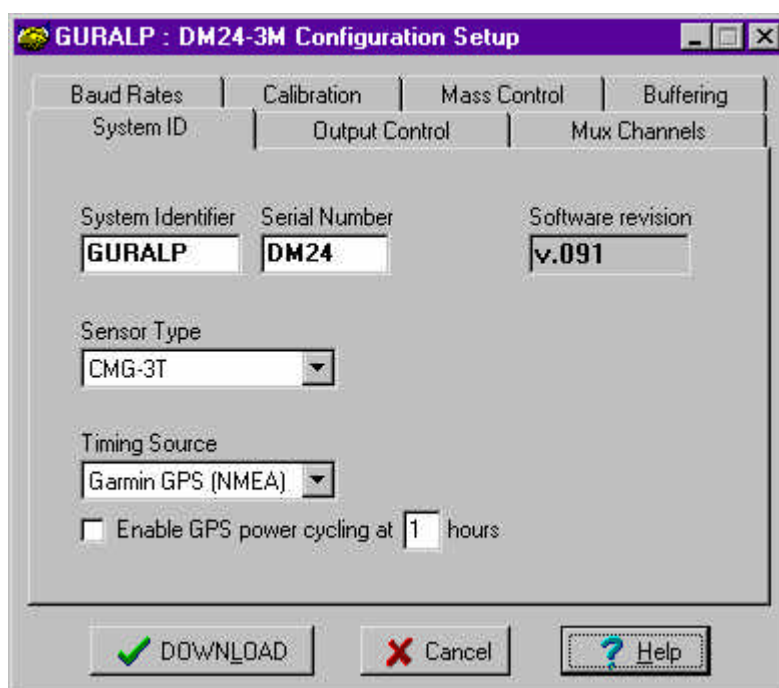 GURALP : DM24-3M Configuration Setup
Baud Rates Calibration Mass Control Buffering
System ID Output Control Mux Channels
System Identifier Serial Number Software revision
GURALP DM24 v.091
Sensor Type
CMG-3T
Timing Source
Garmin GPS (NMEA)
Enable GPS power cycling at 1 hours
DOWNLOAD Cancel ? Help